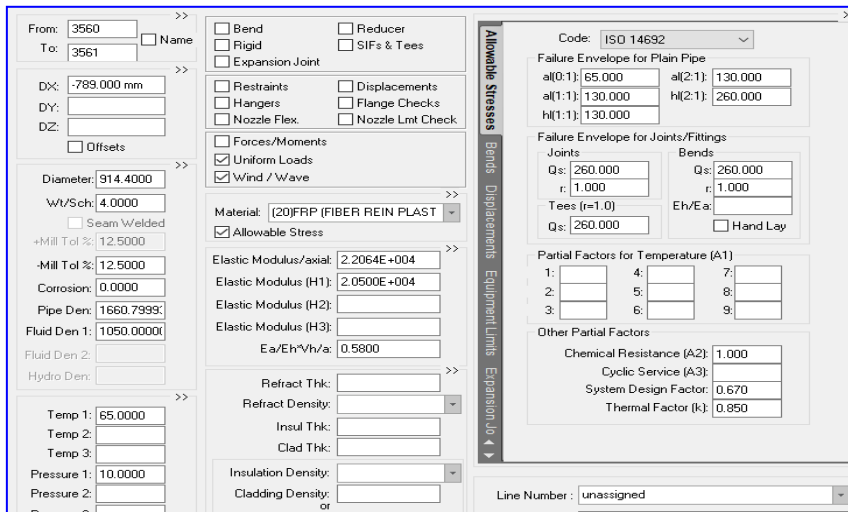 >>
From: 3560
To: 3561
Name
>>
DX: -789.000 mm
DY:
DZ:
Offsets
>>
Diameter: 914.4000
Wt/Sch: 4.0000
Seam Welded
+Mill Tol %: 12.5000
-Mill Tol %: 12.5000
Corrosion: 0.0000
Pipe Den: 1660.7999
Fluid Den 1: 1050.0000
Fluid Den 2:
Hydro Den:
>>
Temp 1: 65.0000
Temp 2:
Temp 3:
Pressure 1: 10.0000
Pressure 2:
Bend
Reducer
Rigid
SIFs & Tees
Expansion Joint
Restraints
Displacements
Hangers
Flange Checks
Nozzle Flex.
Nozzle Lmt Check
Forces/Moments
Uniform Loads
Wind / Wave
>>
Material: (20)FRP (FIBER REIN PLAST
Allowable Stress
>>
Elastic Modulus/axial: 2.2064E+004
Elastic Modulus (H1): 2.0500E+004
Elastic Modulus (H2):
Elastic Modulus (H3):
Ea/Eh*Vh/a: 0.5800
>>
Refract Thk:
Refract Density:
Insul Thk:
Clad Thk:
Insulation Density:
Cladding Density:
or
Allowable Stresses
Bends
Displacements
Equipment Limits
Expansion Jo
Code: ISO 14692
Failure Envelope for Plain Pipe
al(0:1): 65.000 al(2:1): 130.000
al(1:1): 130.000 hl(2:1): 260.000
hl(1:1): 130.000
Failure Envelope for Joints/Fittings
Joints
Qs: 260.000
r: 1.000
Tees (r=1.0)
Qs: 260.000
Bends
Qs: 260.000
r: 1.000
Eh/Ea:
Hand Lay
Partial Factors for Temperature (A1)
1: 4: 7:
2: 5: 8:
3: 6: 9:
Other Partial Factors
Chemical Resistance (A2): 1.000
Cyclic Service (A3):
System Design Factor: 0.670
Thermal Factor (k): 0.850
Line Number : unassigned